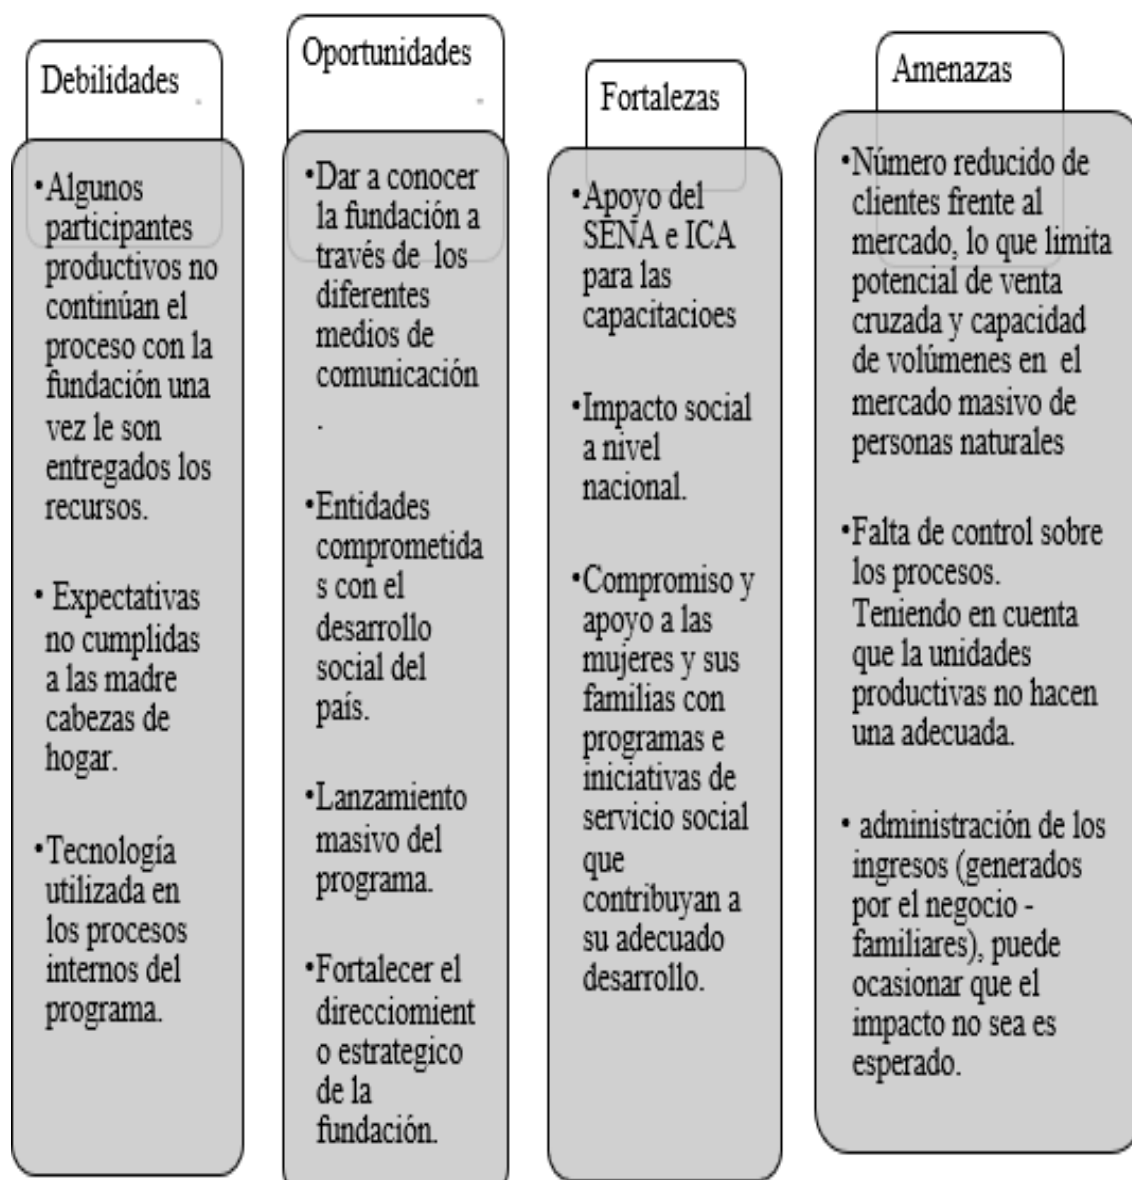 Debilidades
•Algunos
participantes
productivos no
continúan el
proceso con la
fundación una
vez le son
entregados los
recursos.
• Expectativas
no cumplidas
a las madre
cabezas de
hogar.
•Tecnología
utilizada en
los procesos
internos del
programa.
Oportunidades
•Dar a conocer
la fundación a
través de los
diferentes
medios de
comunicación
.
•Entidades
comprometida
s con el
desarrollo
social del
país.
•Lanzamiento
masivo del
programa.
•Fortalecer el
direcciomient
o estrategico
de la
fundación.
Fortalezas
•Apoyo del
SENA e ICA
para las
capacitacioes
•Impacto social
a nivel
nacional.
•Compromiso y
apoyo a las
mujeres y sus
familias con
programas e
iniciativas de
servicio social
que
contribuyan a
su adecuado
desarrollo.
Amenazas
•Número reducido de
clientes frente al
mercado, lo que limita
potencial de venta
cruzada y capacidad
de volúmenes en el
mercado masivo de
personas naturales
•Falta de control sobre
los procesos.
Teniendo en cuenta
que la unidades
productivas no hacen
una adecuada.
• administración de los
ingresos (generados
por el negocio -
familiares), puede
ocasionar que el
impacto no sea es
esperado.